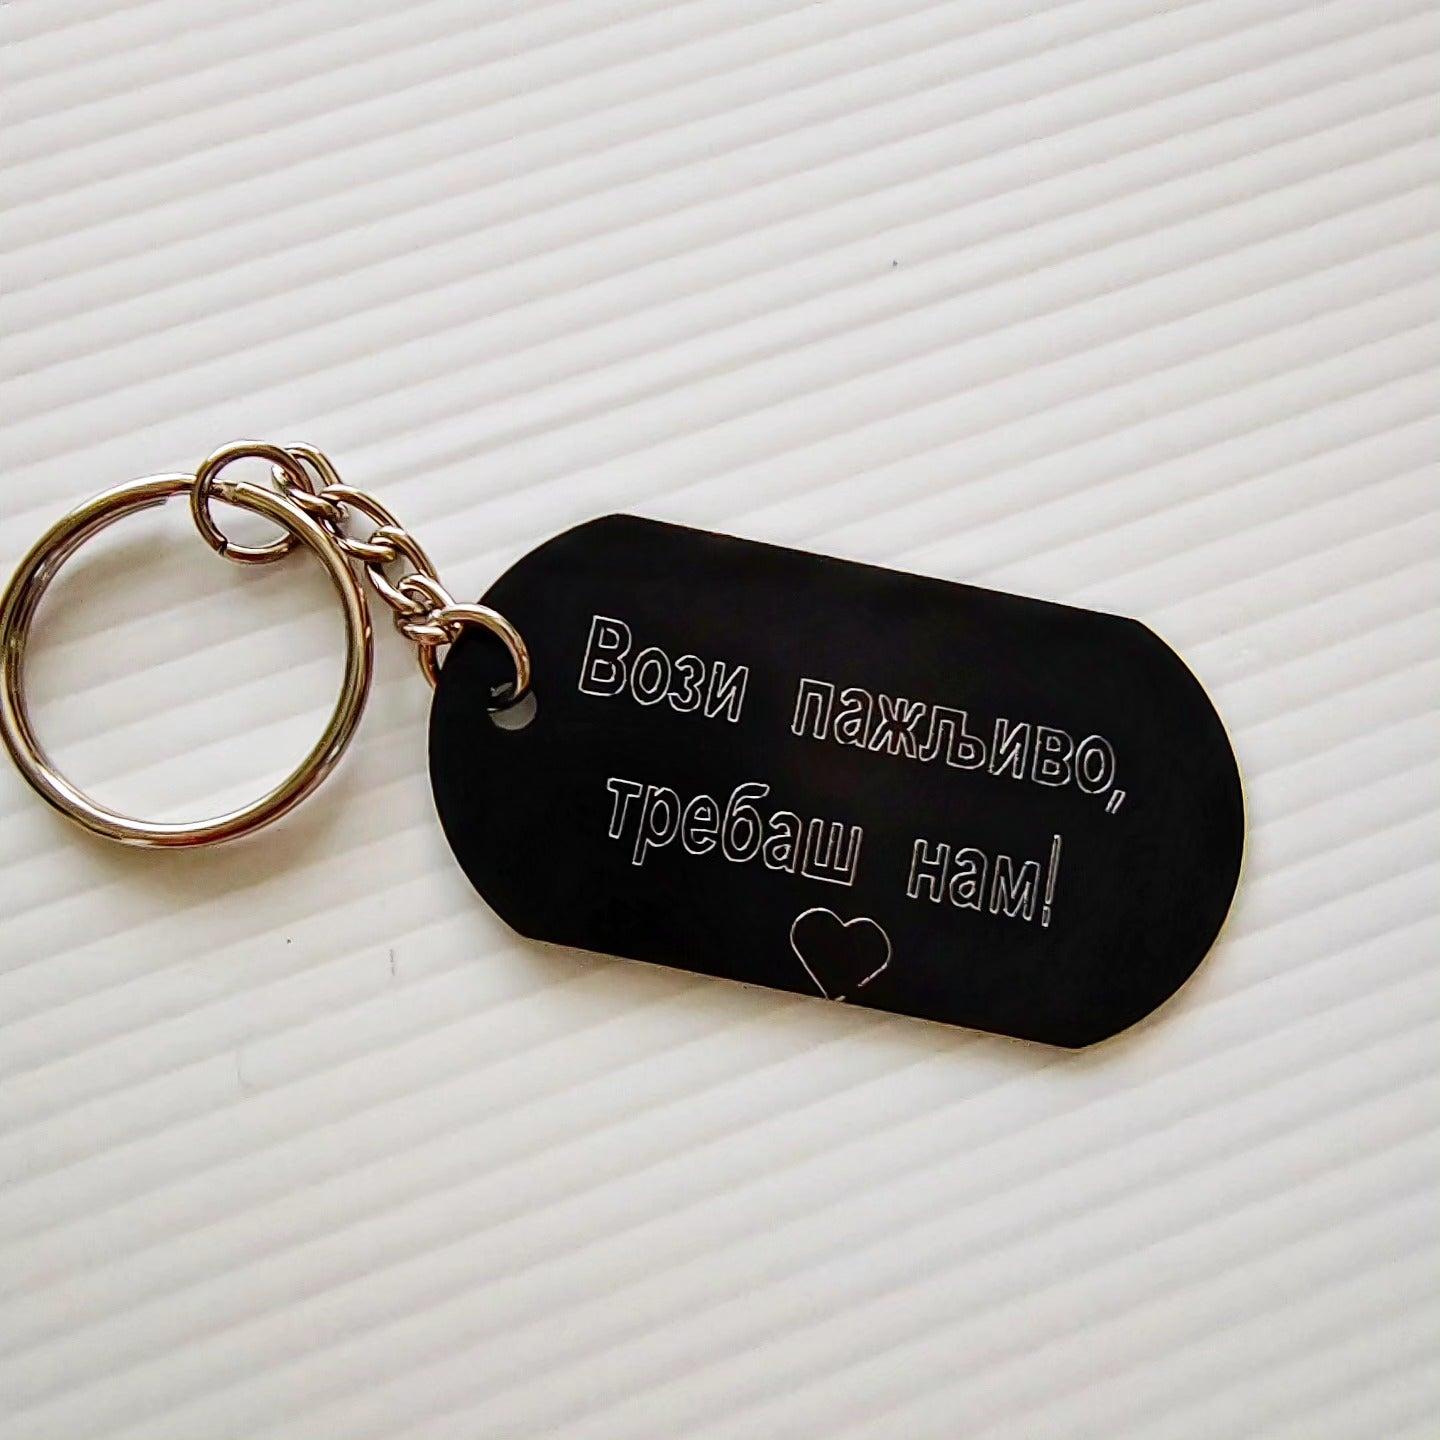 Вози пажљиво,
требаш нам!